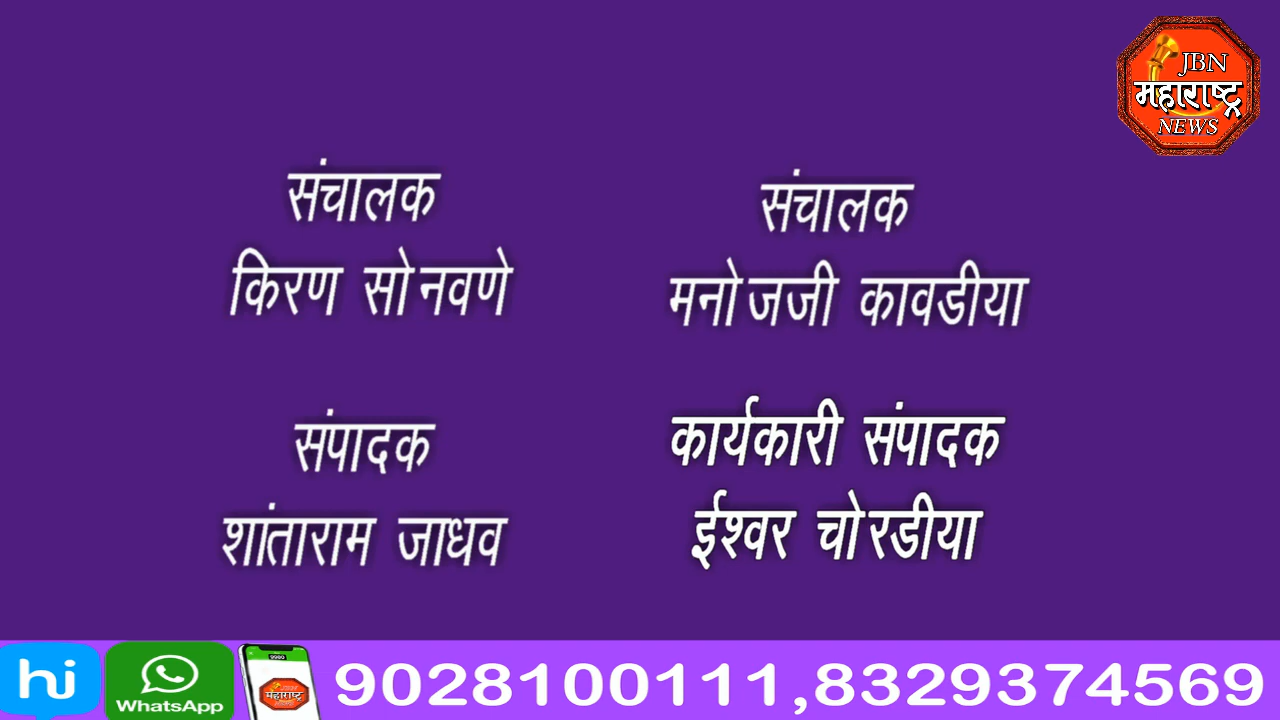 JBN
महाराष्ट्र
NEWS
संचालक
किरण सोनवणे
संचालक
मनोजजी कावडीया
संपादक
शांताराम जाधव
कार्यकारी संपादक
ईश्वर चोरडीया
hi
WhatsApp
महाराष्ट्र
9028100111,8329374569